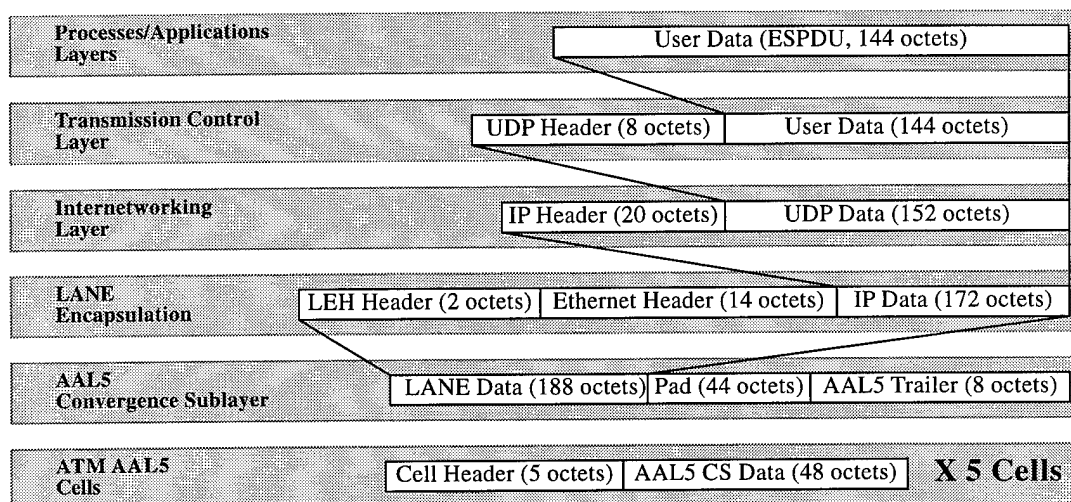 Processes/Applications
Layers
User Data (ESPDU, 144 octets)
Transmission Control
Layer
UDP Header (8 octets)
User Data (144 octets)
Internetworking
Layer
IP Header (20 octets)
UDP Data (152 octets)
LANE
Encapsulation
LEH Header (2 octets)
Ethernet Header (14 octets)
IP Data (172 octets)
AAL5
Convergence Sublayer
LANE Data (188 octets)
Pad (44 octets)
AAL5 Trailer (8 octets)
ATM AAL5
Cells
Cell Header (5 octets)
AAL5 CS Data (48 octets)
X 5 Cells